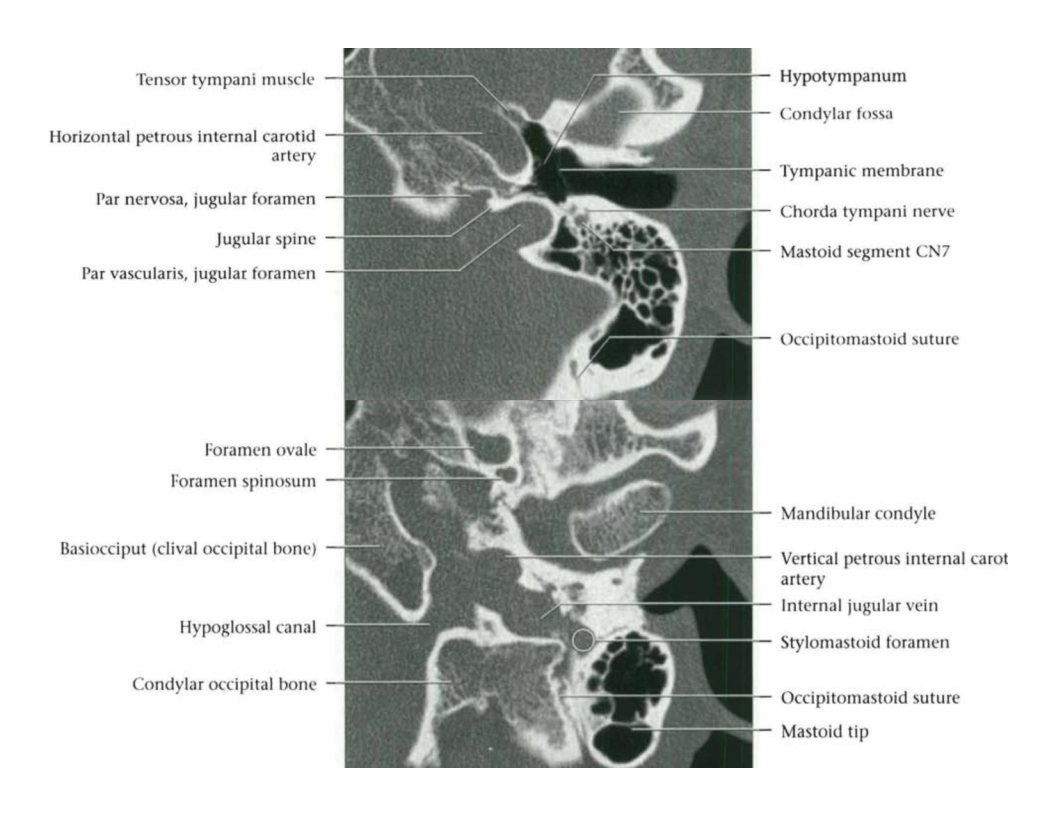 Tensor tympani muscle
Horizontal petrous internal carotid
artery
Par nervosa, jugular foramen
Jugular spine
Par vascularis, jugular foramen
Hypotympanum
Condylar fossa
Tympanic membrane
Chorda tympani nerve
Mastoid segment CN7
Occipitomastoid suture
Foramen ovale
Foramen spinosum
Basiocciput (clival occipital bone)
Hypoglossal canal
Condylar occipital bone
Mandibular condyle
Vertical petrous internal carot
artery
Internal jugular vein
Stylomastoid foramen
Occipitomastoid suture
Mastoid tip